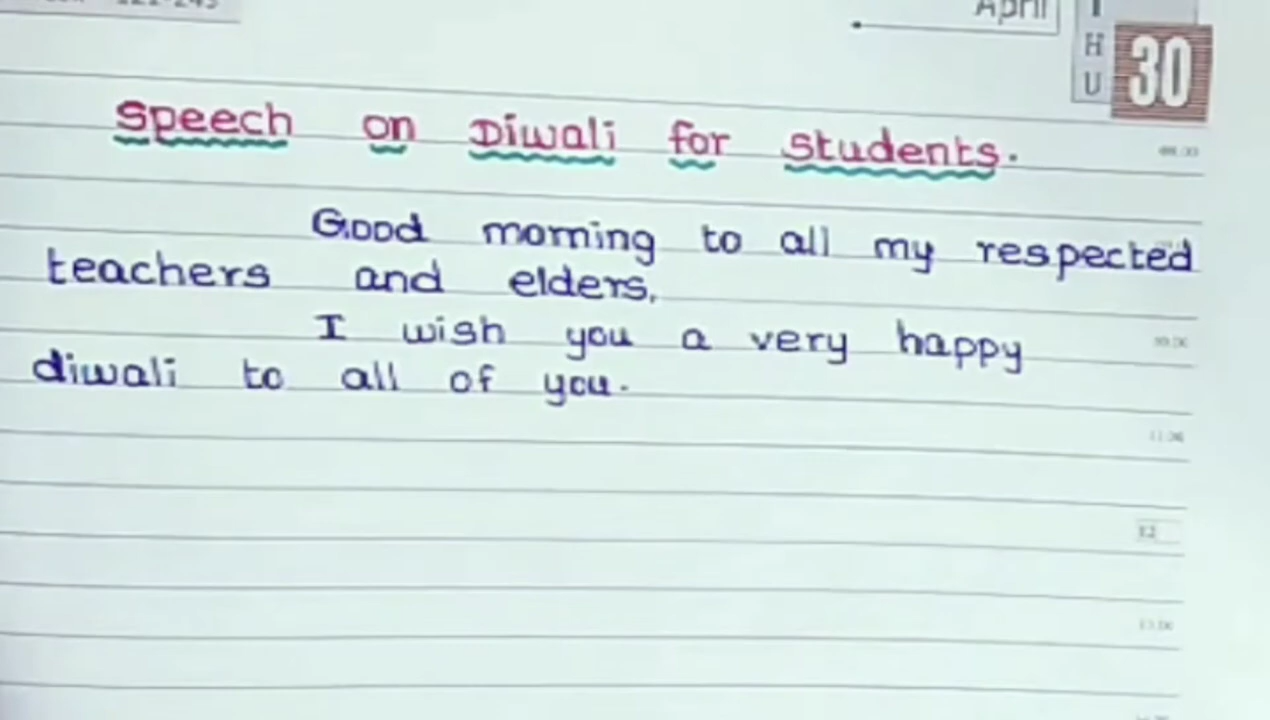 April
T
H
U
30
Speech on Diwali for students.
Good morning to all my respected
teachers and elders,
I wish you a very happy
diwali to all of you.
12